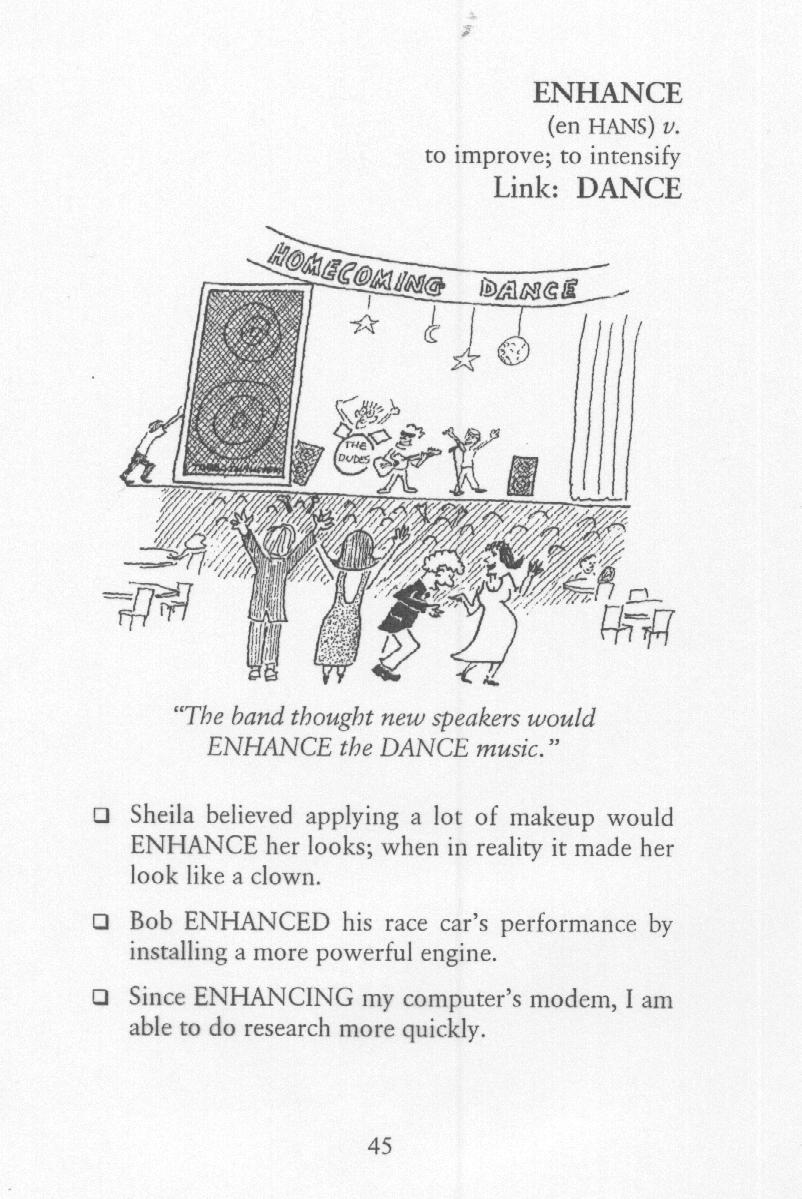 ENHANCE
(en HANS) v.
to improve; to intensify
Link: DANCE
HOMECOMING DANCE
THE
DUDES
“The band thought new speakers would
ENHANCE the DANCE music.”
❑ Sheila believed applying a lot of makeup would
ENHANCE her looks; when in reality it made her
look like a clown.
❑ Bob ENHANCED his race car’s performance by
installing a more powerful engine.
❑ Since ENHANCING my computer’s modem, I am
able to do research more quickly.
45